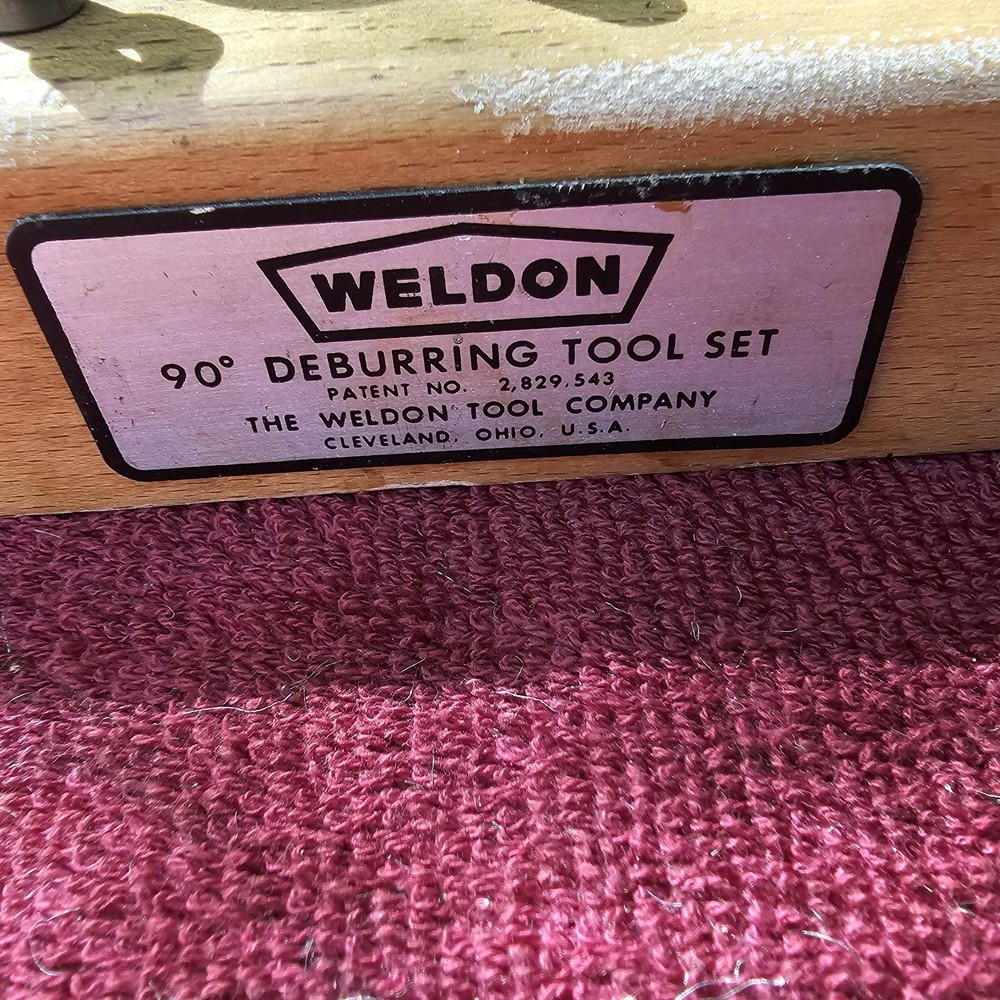 WELDON
90° DEBURRING TOOL SET
PATENT NO. 2,829,543
THE WELDON TOOL COMPANY
CLEVELAND, OHIO, U.S.A.